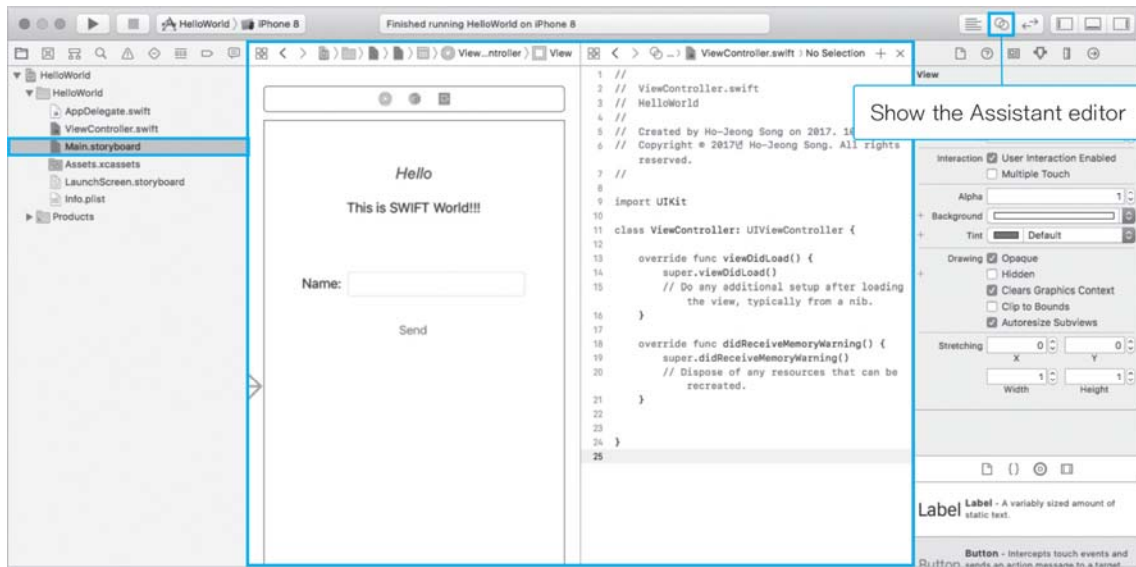 HelloWorld
iPhone 8
Finished running HelloWorld on iPhone 8
HelloWorld
HelloWorld
AppDelegate.swift
ViewController.swift
Main.storyboard
Assets.xcassets
LaunchScreen.storyboard
Info.plist
Products
View...ntroller
View
Hello
This is SWIFT World!!!
Name:
Send
ViewController.swift
No Selection
1 //
2 // ViewController.swift
3 // HelloWorld
4 //
5 // Created by Ho-Jeong Song on 2017.
6 // Copyright © 2017년 Ho-Jeong Song. All rights
reserved.
7 //
8
9 import UIKit
10
11 class ViewController: UIViewController {
12
13 override func viewDidLoad() {
14 super.viewDidLoad()
15 // Do any additional setup after loading
the view, typically from a nib.
16 }
17
18 override func didReceiveMemoryWarning() {
19 super.didReceiveMemoryWarning()
20 // Dispose of any resources that can be
recreated.
21 }
22
23
24 }
25
View
Show the Assistant editor
Interaction User Interaction Enabled
Multiple Touch
Alpha 1
Background
Tint Default
Drawing Opaque
Hidden
Clears Graphics Context
Clip to Bounds
Autoresize Subviews
Stretching 0 0
X Y
1 1
Width Height
Label Label - A variably sized amount of
static text.
Button - Intercepts touch events and
Button sends an action message to a target